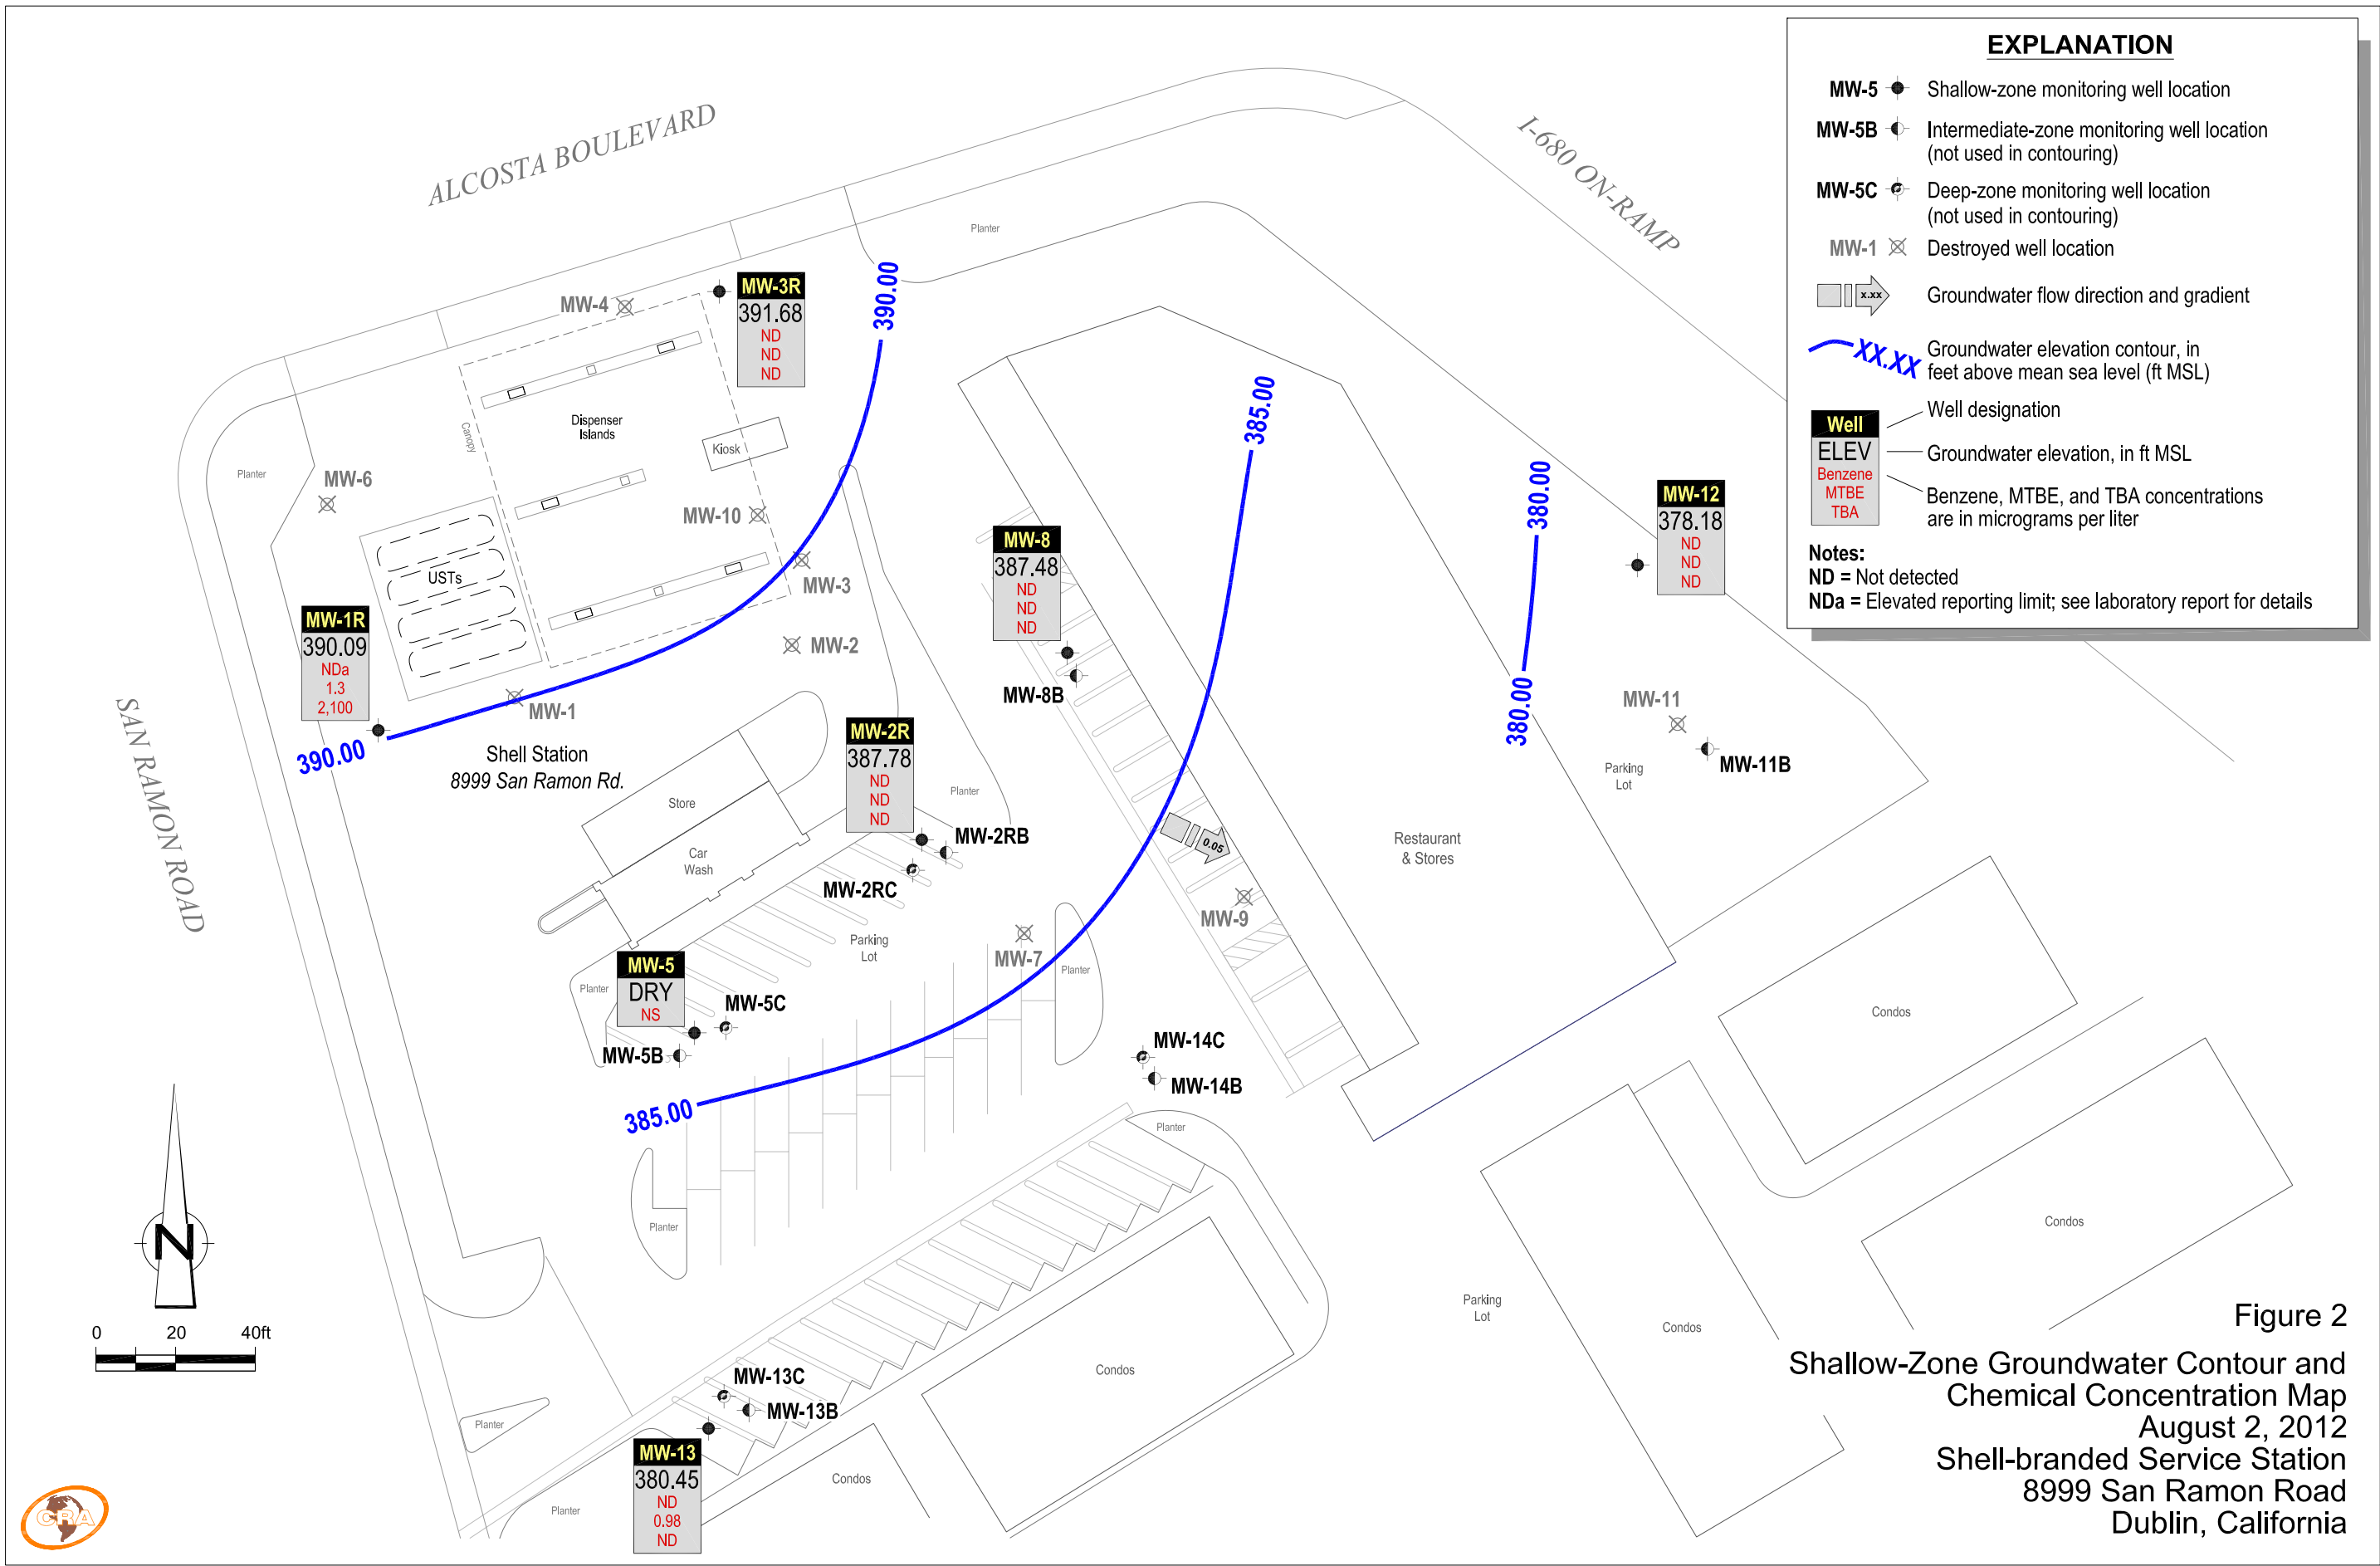 EXPLANATION
MW-5 Shallow-zone monitoring well location
MW-5B Intermediate-zone monitoring well location
(not used in contouring)
MW-5C Deep-zone monitoring well location
(not used in contouring)
MW-1 Destroyed well location
x.xx Groundwater flow direction and gradient
XX.XX Groundwater elevation contour, in
feet above mean sea level (ft MSL)
Well
ELEV
Benzene
MTBE
TBA
Well designation
Groundwater elevation, in ft MSL
Benzene, MTBE, and TBA concentrations
are in micrograms per liter
Notes:
ND = Not detected
NDa = Elevated reporting limit; see laboratory report for details
ALCOSTA BOULEVARD
I-680 ON-RAMP
SAN RAMON ROAD
Planter
MW-4
MW-3R
391.68
ND
ND
ND
390.00
Dispenser
Islands
Canopy
Kiosk
385.00
Planter
MW-6
MW-10
USTs
MW-3
MW-8
387.48
ND
ND
ND
380.00
MW-12
378.18
ND
ND
ND
MW-1R
390.09
NDa
1.3
2,100
MW-2
MW-1
390.00
Shell Station
8999 San Ramon Rd.
MW-8B
380.00
MW-11
MW-11B
Parking
Lot
MW-2R
387.78
ND
ND
ND
Planter
Store
Car
Wash
MW-2RB
MW-2RC
0.05
Restaurant
& Stores
MW-9
Parking
Lot
MW-7
Planter
MW-5
DRY
NS
Planter
MW-5C
MW-5B
385.00
MW-14C
MW-14B
Planter
Condos
Planter
Condos
N
0 20 40ft
Parking
Lot
Condos
Condos
MW-13C
MW-13B
MW-13
380.45
ND
0.98
ND
Planter
Planter
Condos
CRA
Figure 2
Shallow-Zone Groundwater Contour and
Chemical Concentration Map
August 2, 2012
Shell-branded Service Station
8999 San Ramon Road
Dublin, California